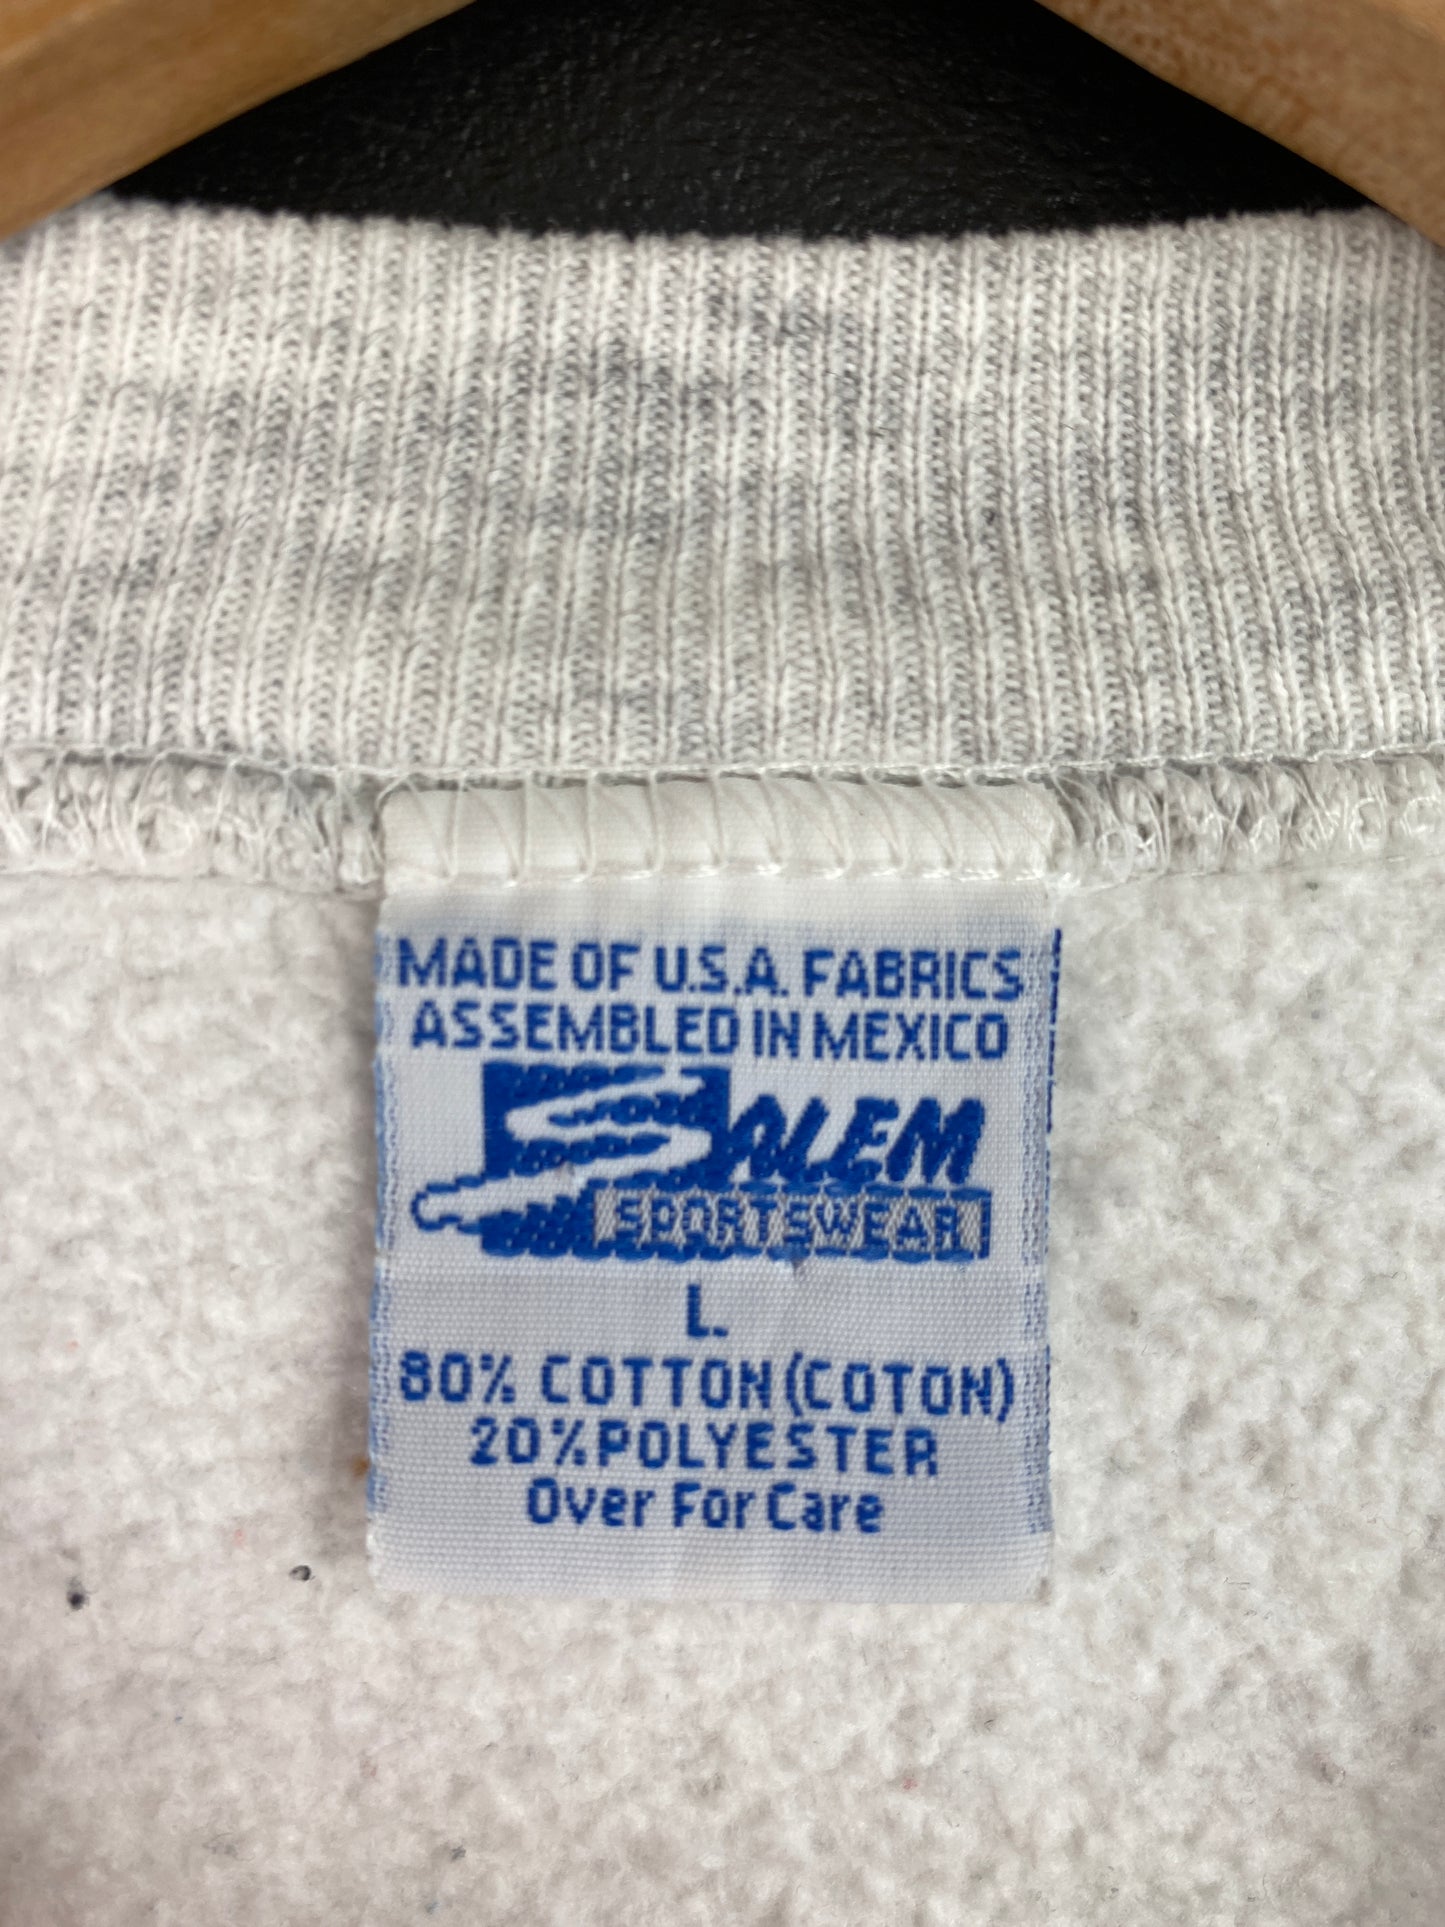 MADE OF U.S.A. FABRICS
ASSEMBLED IN MEXICO
SALEM
SPORTSWEAR
L.
80% COTTON (COTON)
20% POLYESTER
Over For Care